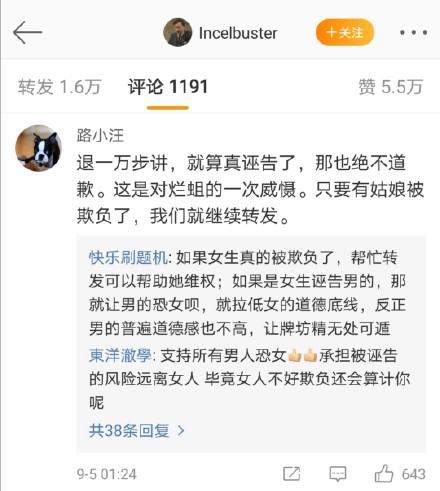 Incelbuster
+关注
转发 1.6万 评论 1191 赞 5.5万
路小汪
退一万步讲，就算真诬告了，那也绝不道
歉。这是对烂蛆的一次威慑。只要有姑娘被
欺负了，我们就继续转发。
快乐刷题机: 如果女生真的被欺负了，帮忙转
发可以帮助她维权；如果是女生诬告男的，那
就让男的恐女呗，就拉低女的道德底线，反正
男的普遍道德感也不高，让牌坊精无处可遁
東洋澈學: 支持所有男人恐女👍🏻👍🏻承担被诬告
的风险远离女人 毕竟女人不好欺负还会算计你
呢
共38条回复 >
9-5 01:24
643